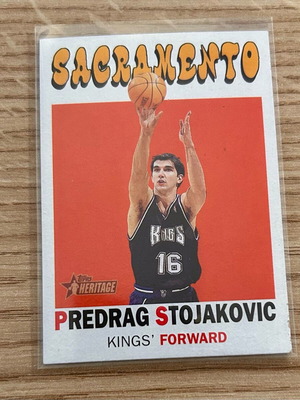 SACRAMENTO
KINGS
16
Topps
HERITAGE
PREDRAG STOJAKOVIC
KINGS' FORWARD